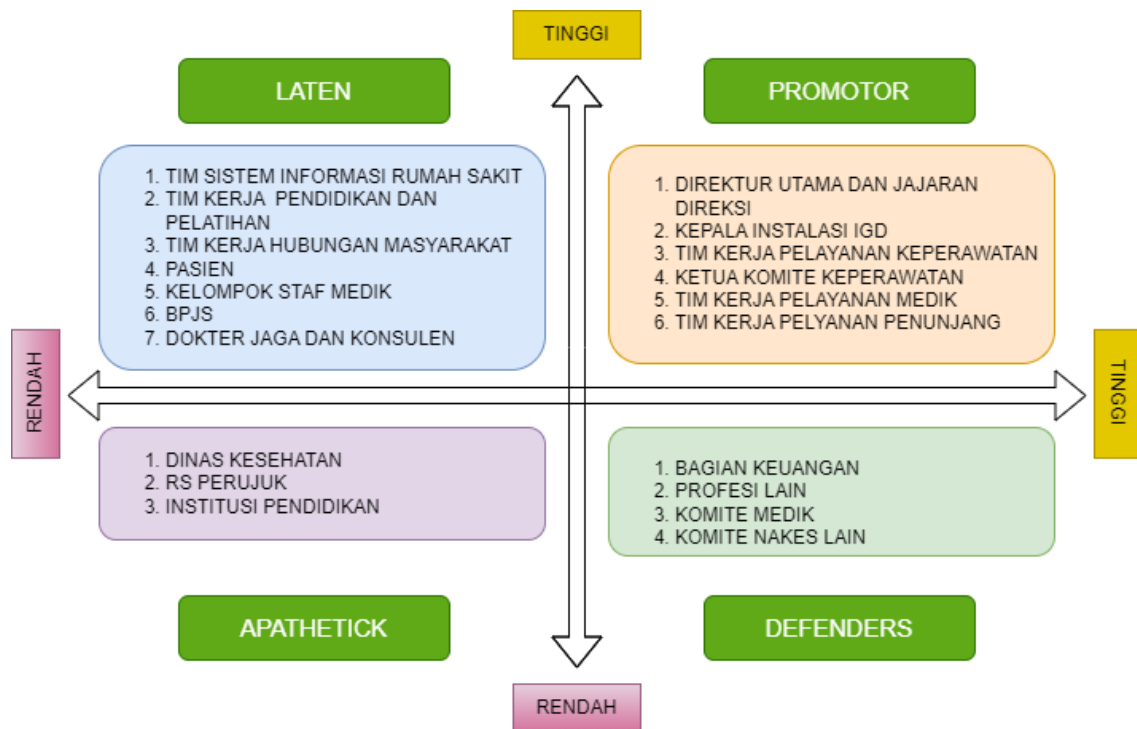 TINGGI
LATEN
PROMOTOR
1. TIM SISTEM INFORMASI RUMAH SAKIT
2. TIM KERJA PENDIDIKAN DAN
PELATIHAN
3. TIM KERJA HUBUNGAN MASYARAKAT
4. PASIEN
5. KELOMPOK STAF MEDIK
6. BPJS
7. DOKTER JAGA DAN KONSULEN
1. DIREKTUR UTAMA DAN JAJARAN
DIREKSI
2. KEPALA INSTALASI IGD
3. TIM KERJA PELAYANAN KEPERAWATAN
4. KETUA KOMITE KEPERAWATAN
5. TIM KERJA PELAYANAN MEDIK
6. TIM KERJA PELYANAN PENUNJANG
RENDAH
TINGGI
1. DINAS KESEHATAN
2. RS PERUJUK
3. INSTITUSI PENDIDIKAN
1. BAGIAN KEUANGAN
2. PROFESI LAIN
3. KOMITE MEDIK
4. KOMITE NAKES LAIN
APATHETICK
DEFENDERS
RENDAH